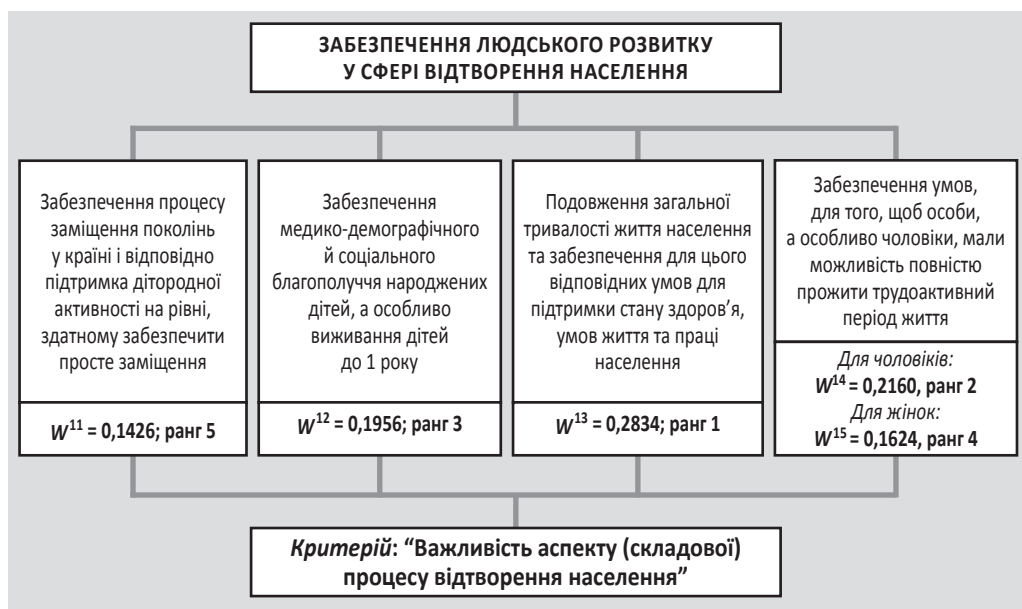 ЗАБЕЗПЕЧЕННЯ ЛЮДСЬКОГО РОЗВИТКУ
У СФЕРІ ВІДТВОРЕННЯ НАСЕЛЕННЯ
Забезпечення процесу
заміщення поколінь
у країні і відповідно
підтримка дітородної
активності на рівні,
здатному забезпечити
просте заміщення
W¹¹ = 0,1426; ранг 5
Забезпечення
медико-демографічного
й соціального
благополуччя народжених
дітей, а особливо
виживання дітей
до 1 року
W¹² = 0,1956; ранг 3
Подовження загальної
тривалості життя населення
та забезпечення для цього
відповідних умов для
підтримки стану здоров’я,
умов життя та праці
населення
W¹³ = 0,2834; ранг 1
Забезпечення умов,
для того, щоб особи,
а особливо чоловіки, мали
можливість повністю
прожити трудоактивний
період життя
Для чоловіків:
W¹⁴ = 0,2160, ранг 2
Для жінок:
W¹⁵ = 0,1624, ранг 4
Критерій: “Важливість аспекту (складової)
процесу відтворення населення”